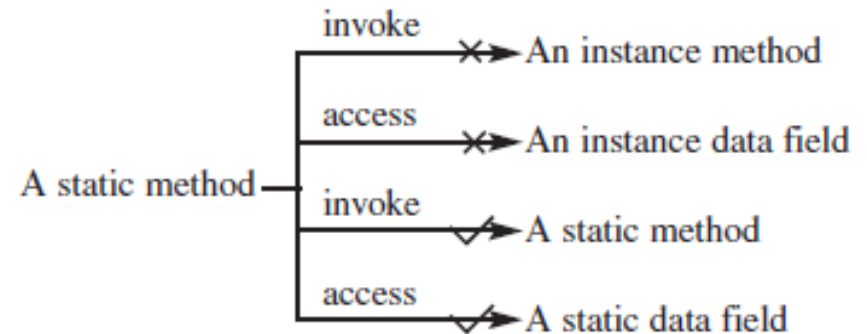 invoke
An instance method
access
An instance data field
A static method
invoke
A static method
access
A static data field